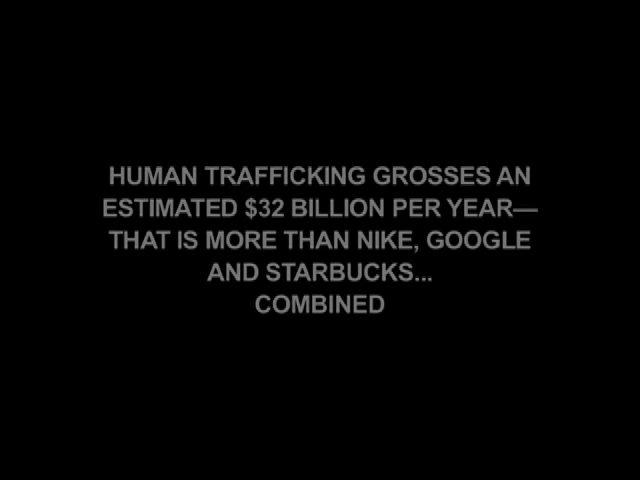 HUMAN TRAFFICKING GROSSES AN
ESTIMATED $32 BILLION PER YEAR—
THAT IS MORE THAN NIKE, GOOGLE
AND STARBUCKS...
COMBINED